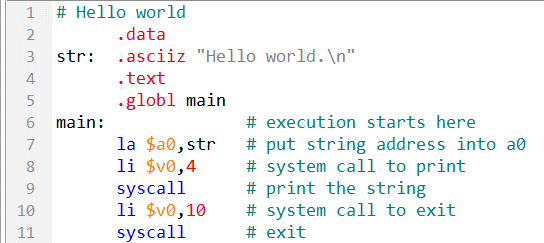 1 # Hello world
2 .data
3 str: .asciiz "Hello world.\n"
4 .text
5 .globl main
6 main: # execution starts here
7 la $a0,str # put string address into a0
8 li $v0,4 # system call to print
9 syscall # print the string
10 li $v0,10 # system call to exit
11 syscall # exit